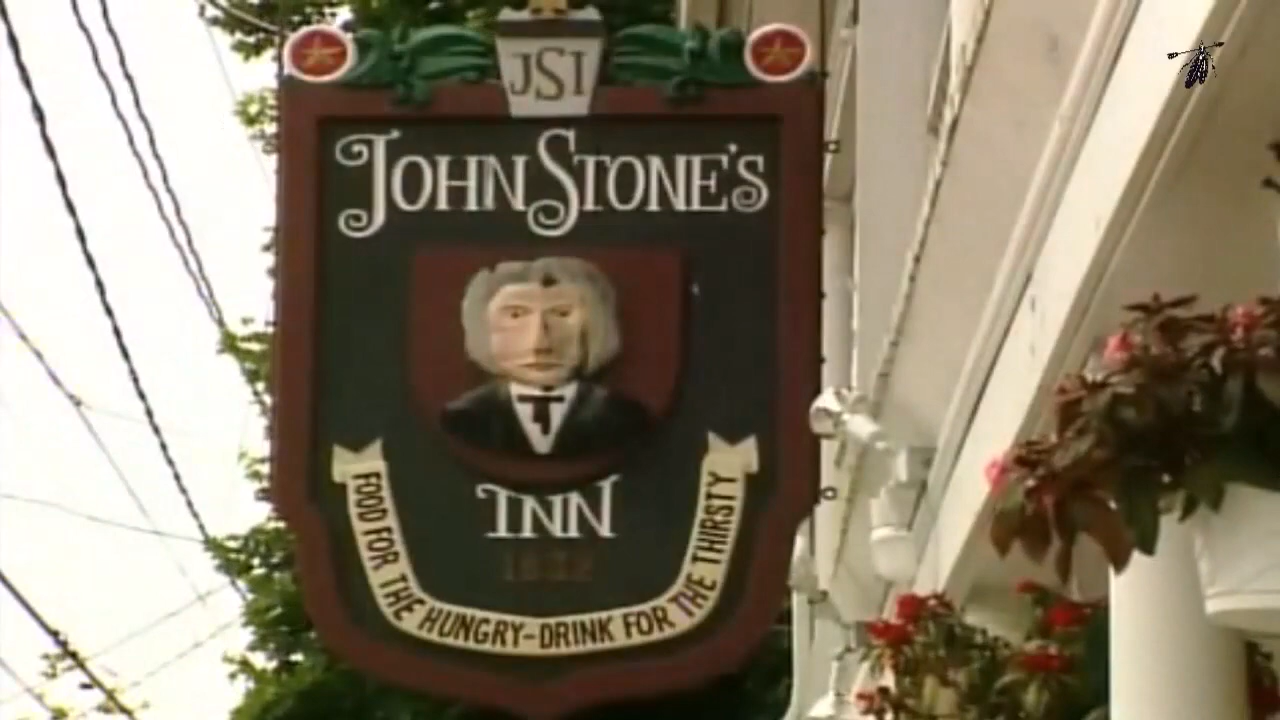 JSI
JOHN STONE'S
INN
FOOD FOR THE HUNGRY-DRINK FOR THE THIRSTY